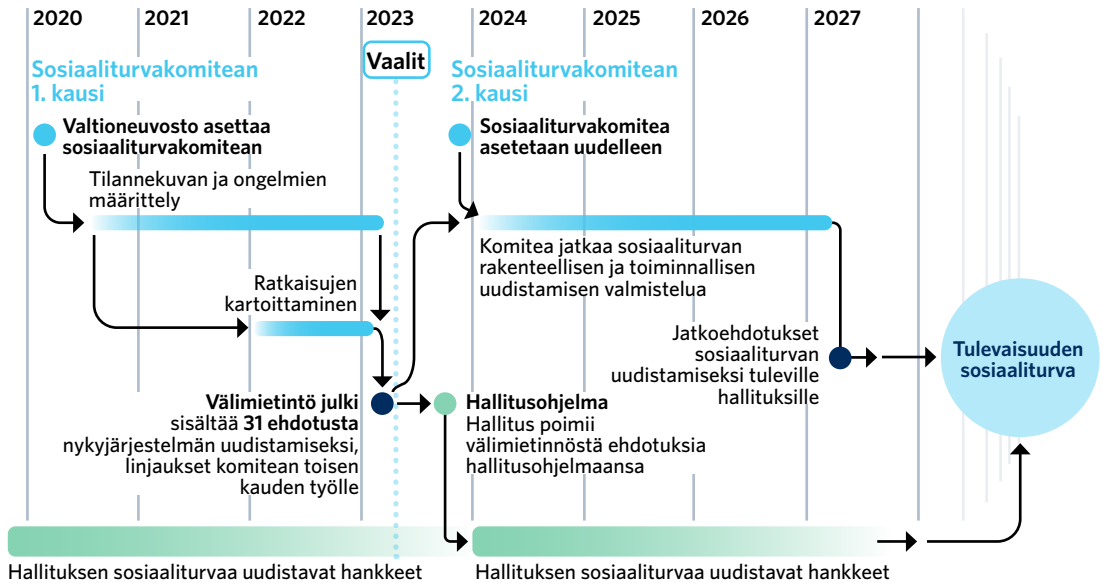 2020
2021
2022
2023
2024
2025
2026
2027
Vaalit
Sosiaaliturvakomitean
1. kausi
Valtioneuvosto asettaa
sosiaaliturvakomitean
Tilannekuvan ja ongelmien
määrittely
Ratkaisujen
kartoittaminen
Välimietintö julki
sisältää 31 ehdotusta
nykyjärjestelmän uudistamiseksi,
linjaukset komitean toisen
kauden työlle
Sosiaaliturvakomitean
2. kausi
Sosiaaliturvakomitea
asetetaan uudelleen
Komitea jatkaa sosiaaliturvan
rakenteellisen ja toiminnallisen
uudistamisen valmistelua
Jatkoehdotukset
sosiaaliturvan
uudistamiseksi tuleville
hallituksille
Hallitusohjelma
Hallitus poimii
välimietinnöstä ehdotuksia
hallitusohjelmaansa
Tulevaisuuden
sosiaaliturva
Hallituksen sosiaaliturvaa uudistavat hankkeet
Hallituksen sosiaaliturvaa uudistavat hankkeet